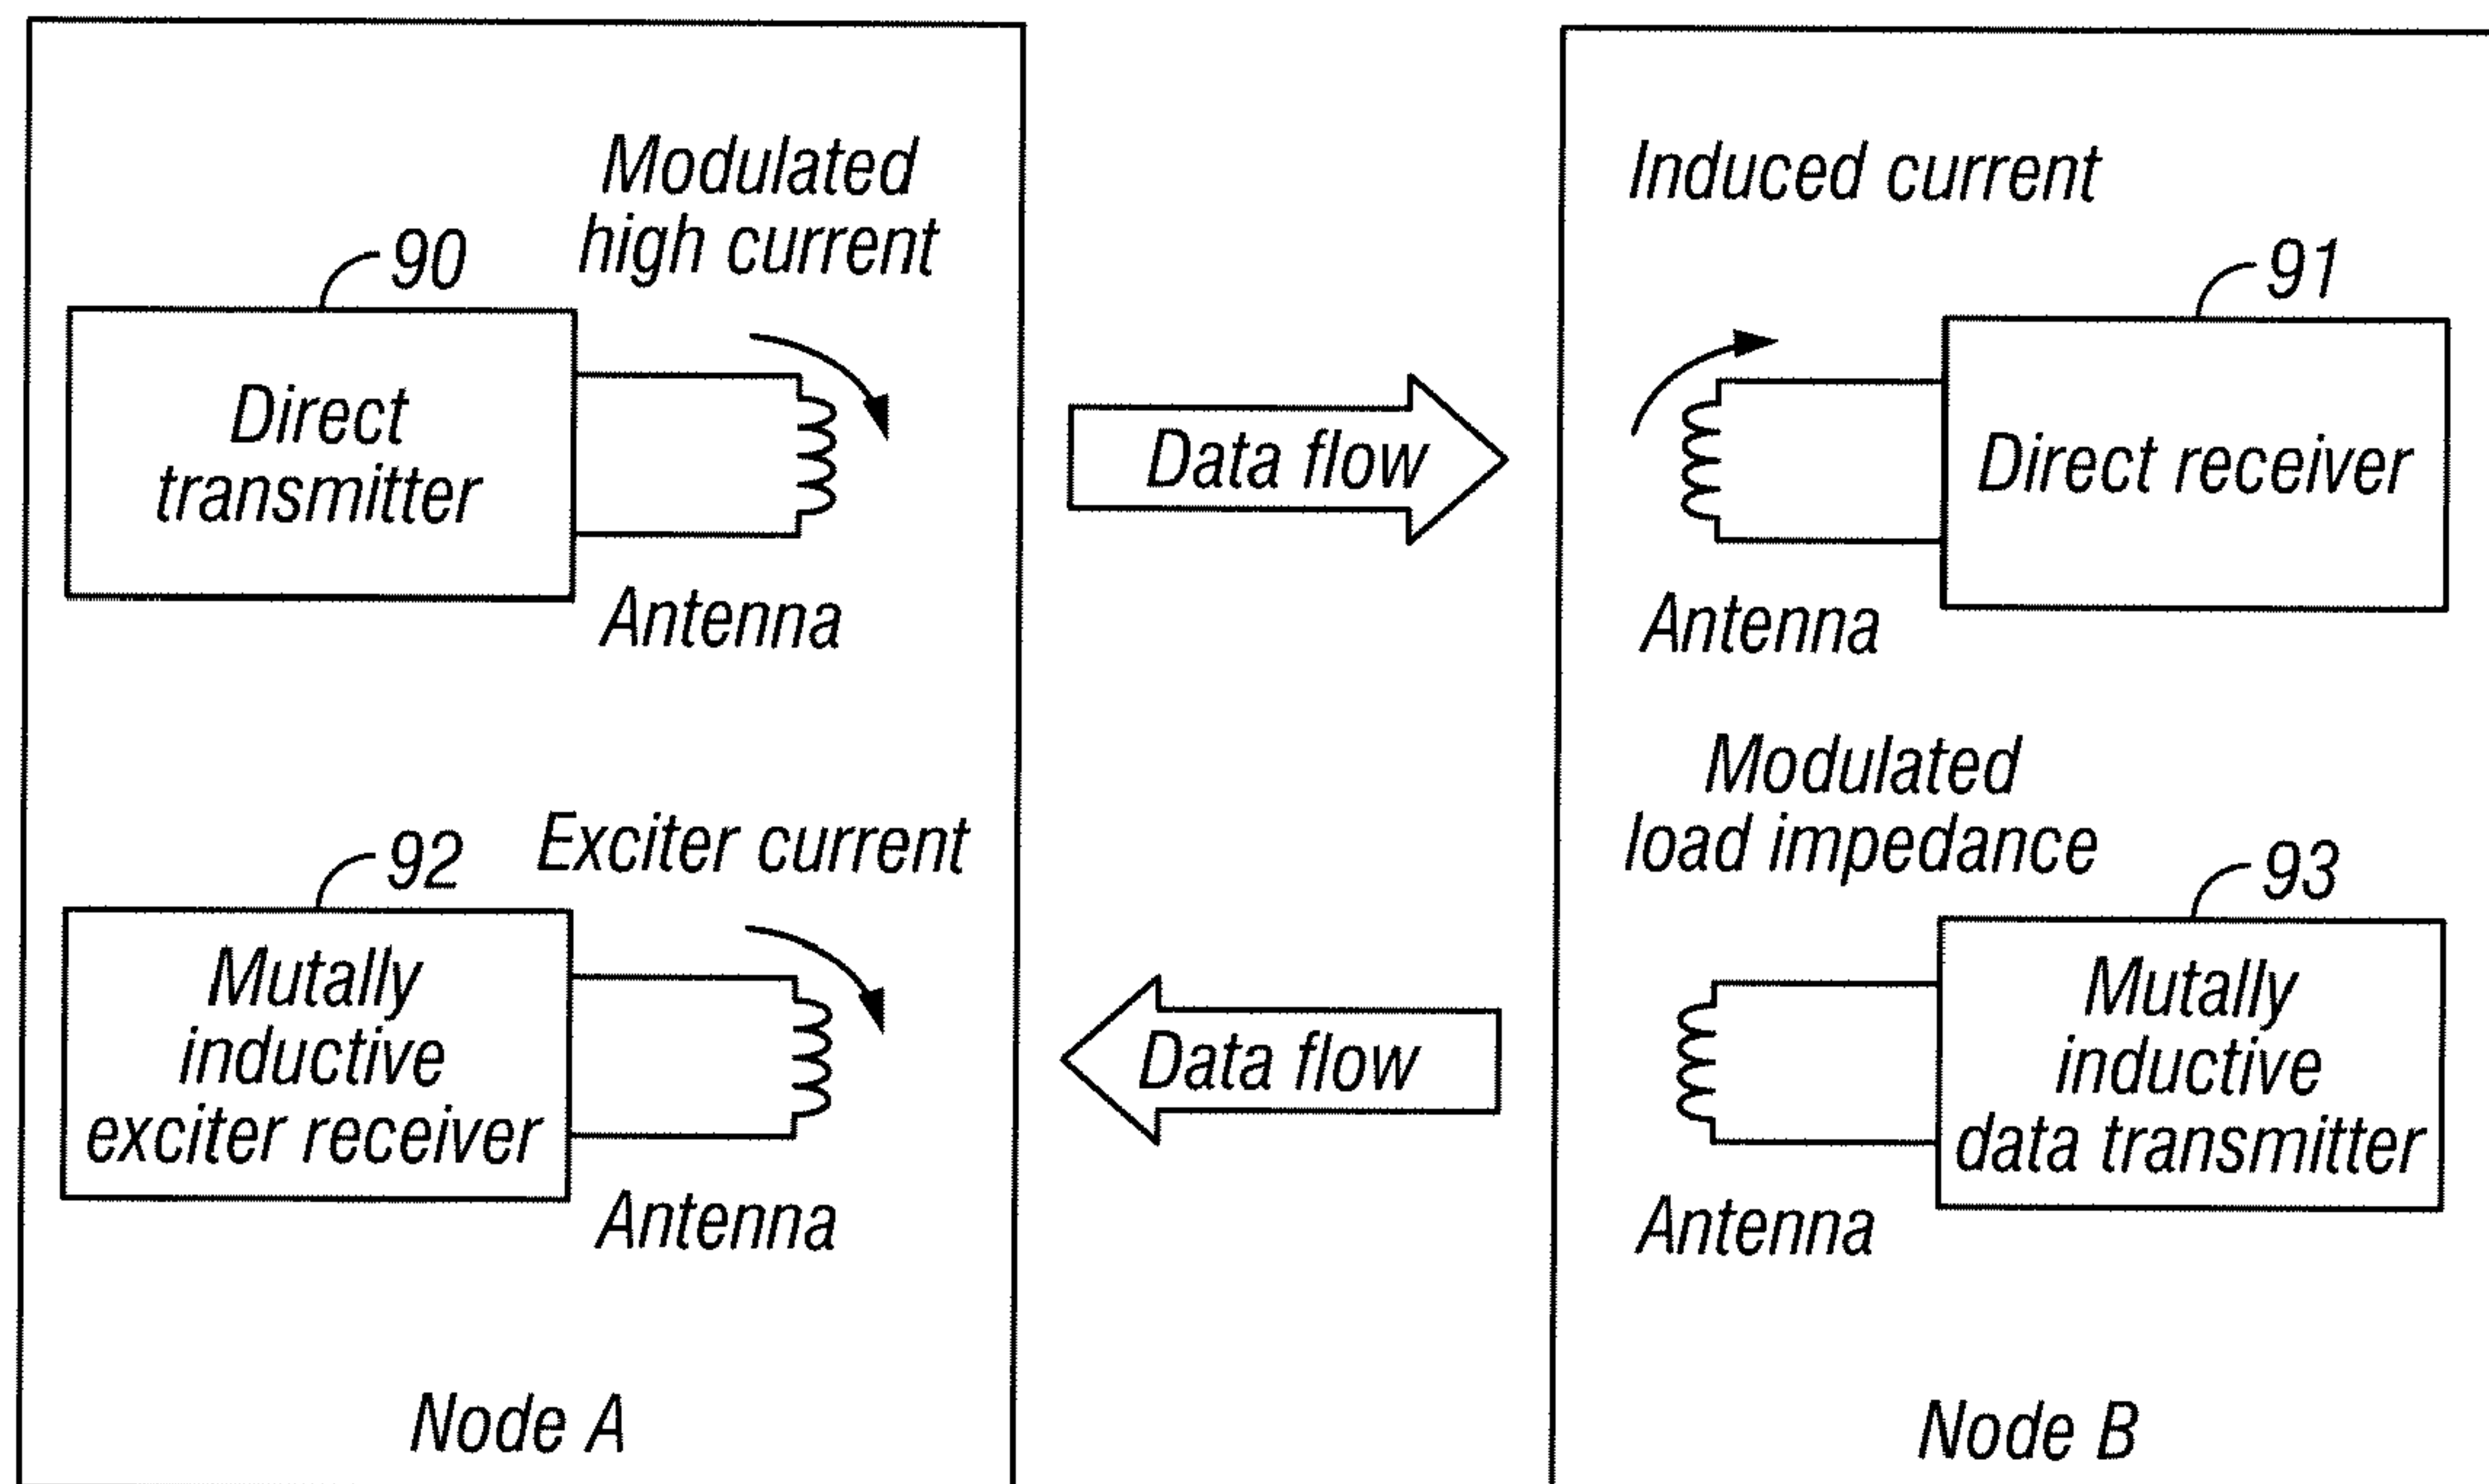 Modulated
high current
90
Direct
transmitter
Antenna
Data flow
Induced current
91
Direct receiver
Antenna
Exciter current
92
Mutally
inductive
exciter receiver
Antenna
Data flow
Modulated
load impedance
93
Mutally
inductive
data transmitter
Antenna
Node A
Node B